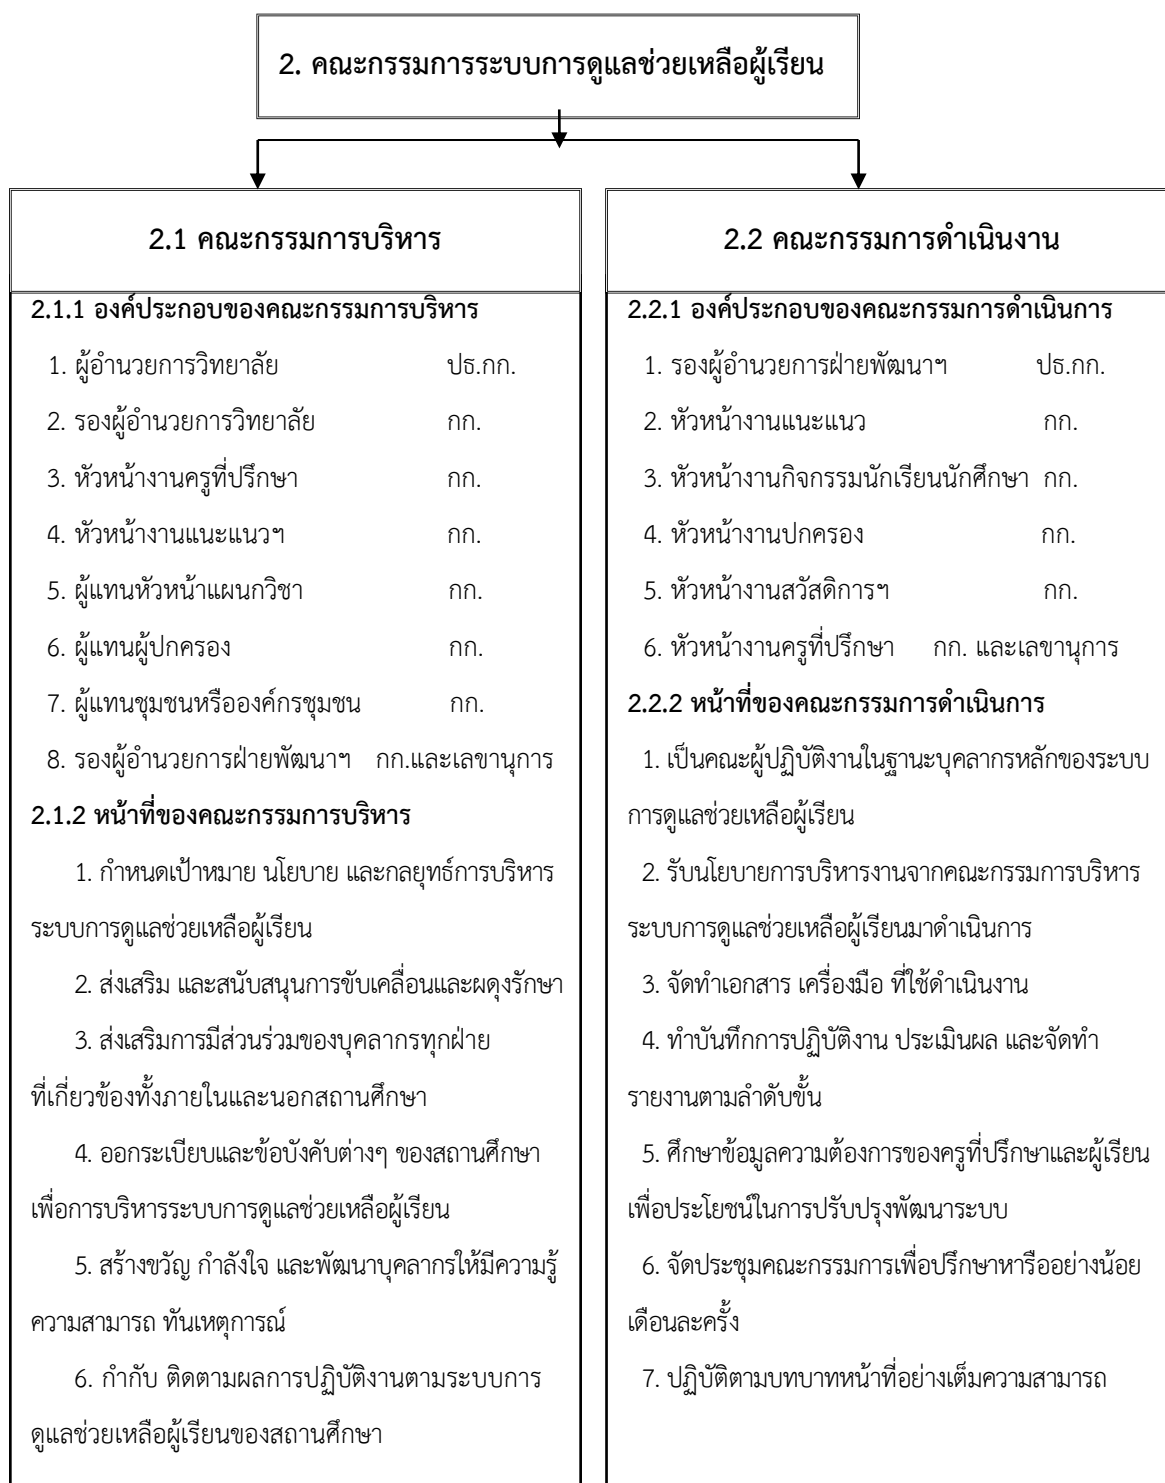 2. คณะกรรมการระบบการดูแลช่วยเหลือผู้เรียน
2.1 คณะกรรมการบริหาร
2.1.1 องค์ประกอบของคณะกรรมการบริหาร
1. ผู้อำนวยการวิทยาลัย ปธ.กก.
2. รองผู้อำนวยการวิทยาลัย กก.
3. หัวหน้างานครูที่ปรึกษา กก.
4. หัวหน้างานแนะแนวฯ กก.
5. ผู้แทนหัวหน้าแผนกวิชา กก.
6. ผู้แทนผู้ปกครอง กก.
7. ผู้แทนชุมชนหรือองค์กรชุมชน กก.
8. รองผู้อำนวยการฝ่ายพัฒนาฯ กก.และเลขานุการ
2.1.2 หน้าที่ของคณะกรรมการบริหาร
1. กำหนดเป้าหมาย นโยบาย และกลยุทธ์การบริหาร
ระบบการดูแลช่วยเหลือผู้เรียน
2. ส่งเสริม และสนับสนุนการขับเคลื่อนและผดุงรักษา
3. ส่งเสริมการมีส่วนร่วมของบุคลากรทุกฝ่าย
ที่เกี่ยวข้องทั้งภายในและนอกสถานศึกษา
4. ออกระเบียบและข้อบังคับต่างๆ ของสถานศึกษา
เพื่อการบริหารระบบการดูแลช่วยเหลือผู้เรียน
5. สร้างขวัญ กำลังใจ และพัฒนาบุคลากรให้มีความรู้
ความสามารถ ทันเหตุการณ์
6. กำกับ ติดตามผลการปฏิบัติงานตามระบบการ
ดูแลช่วยเหลือผู้เรียนของสถานศึกษา
2.2 คณะกรรมการดำเนินงาน
2.2.1 องค์ประกอบของคณะกรรมการดำเนินการ
1. รองผู้อำนวยการฝ่ายพัฒนาฯ ปธ.กก.
2. หัวหน้างานแนะแนว กก.
3. หัวหน้างานกิจกรรมนักเรียนนักศึกษา กก.
4. หัวหน้างานปกครอง กก.
5. หัวหน้างานสวัสดิการฯ กก.
6. หัวหน้างานครูที่ปรึกษา กก. และเลขานุการ
2.2.2 หน้าที่ของคณะกรรมการดำเนินการ
1. เป็นคณะผู้ปฏิบัติงานในฐานะบุคลากรหลักของระบบ
การดูแลช่วยเหลือผู้เรียน
2. รับนโยบายการบริหารงานจากคณะกรรมการบริหาร
ระบบการดูแลช่วยเหลือผู้เรียนมาดำเนินการ
3. จัดทำเอกสาร เครื่องมือ ที่ใช้ดำเนินงาน
4. ทำบันทึกการปฏิบัติงาน ประเมินผล และจัดทำ
รายงานตามลำดับขั้น
5. ศึกษาข้อมูลความต้องการของครูที่ปรึกษาและผู้เรียน
เพื่อประโยชน์ในการปรับปรุงพัฒนาระบบ
6. จัดประชุมคณะกรรมการเพื่อปรึกษาหารืออย่างน้อย
เดือนละครั้ง
7. ปฏิบัติตามบทบาทหน้าที่อย่างเต็มความสามารถ